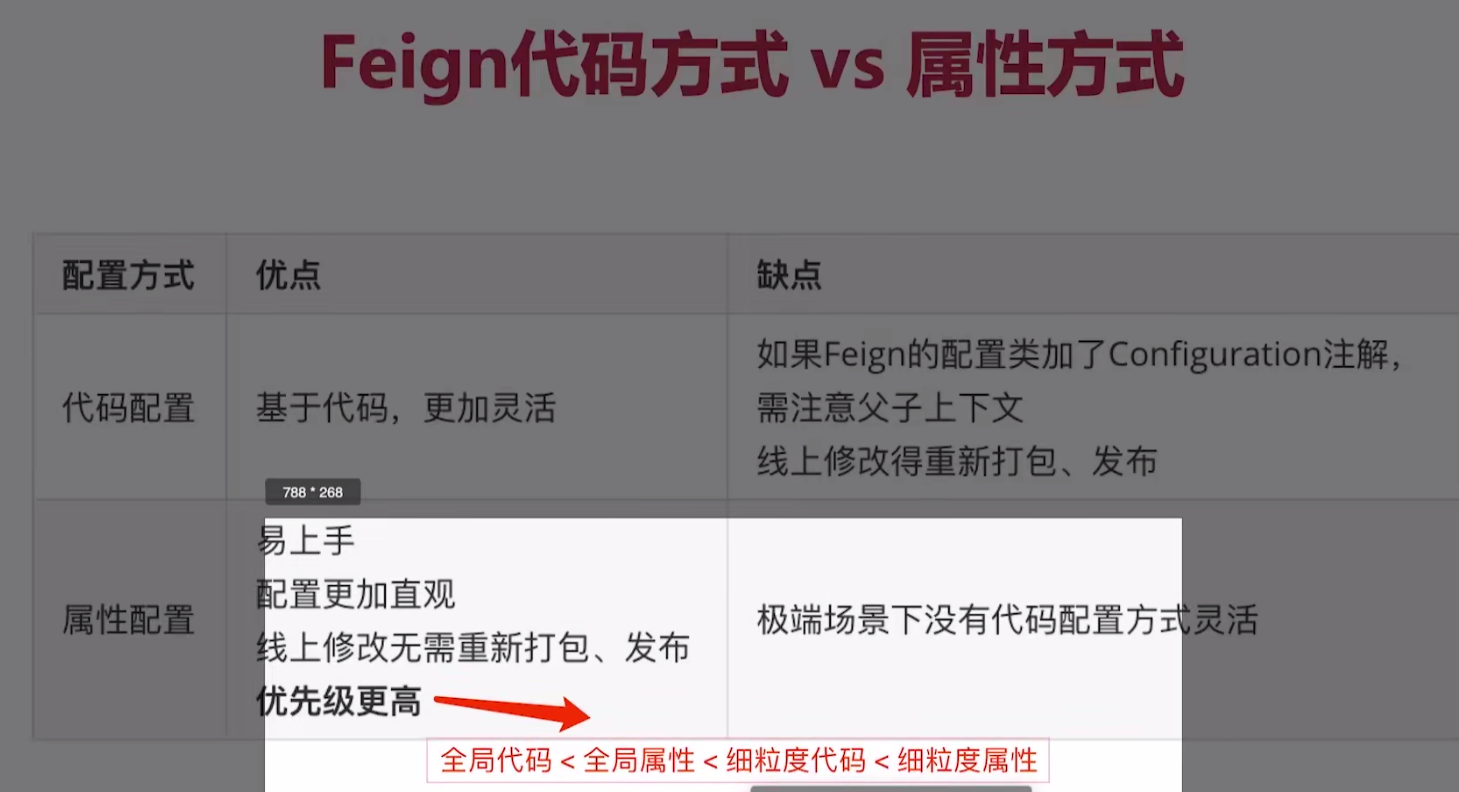 Feign代码方式 vs 属性方式
配置方式
优点
缺点
代码配置
基于代码，更加灵活
如果Feign的配置类加了Configuration注解，
需注意父子上下文
线上修改得重新打包、发布
788 * 268
属性配置
易上手
配置更加直观
线上修改无需重新打包、发布
优先级更高
极端场景下没有代码配置方式灵活
全局代码 < 全局属性 < 细粒度代码 < 细粒度属性